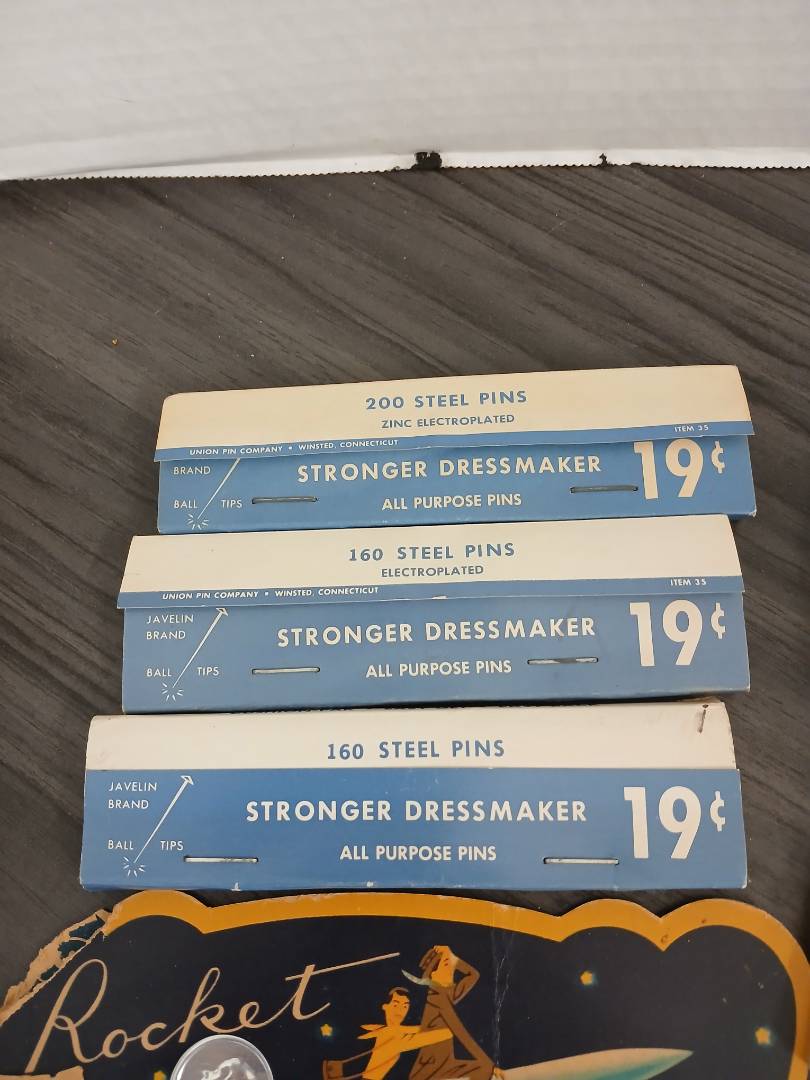 200 STEEL PINS
ZINC ELECTROPLATED
UNION PIN COMPANY • WINSTED, CONNECTICUT
ITEM 35
BRAND
BALL TIPS
STRONGER DRESSMAKER
ALL PURPOSE PINS
19¢
160 STEEL PINS
ELECTROPLATED
UNION PIN COMPANY • WINSTED, CONNECTICUT
ITEM 35
JAVELIN
BRAND
BALL TIPS
STRONGER DRESSMAKER
ALL PURPOSE PINS
19¢
160 STEEL PINS
JAVELIN
BRAND
BALL TIPS
STRONGER DRESSMAKER
ALL PURPOSE PINS
19¢
Rocket